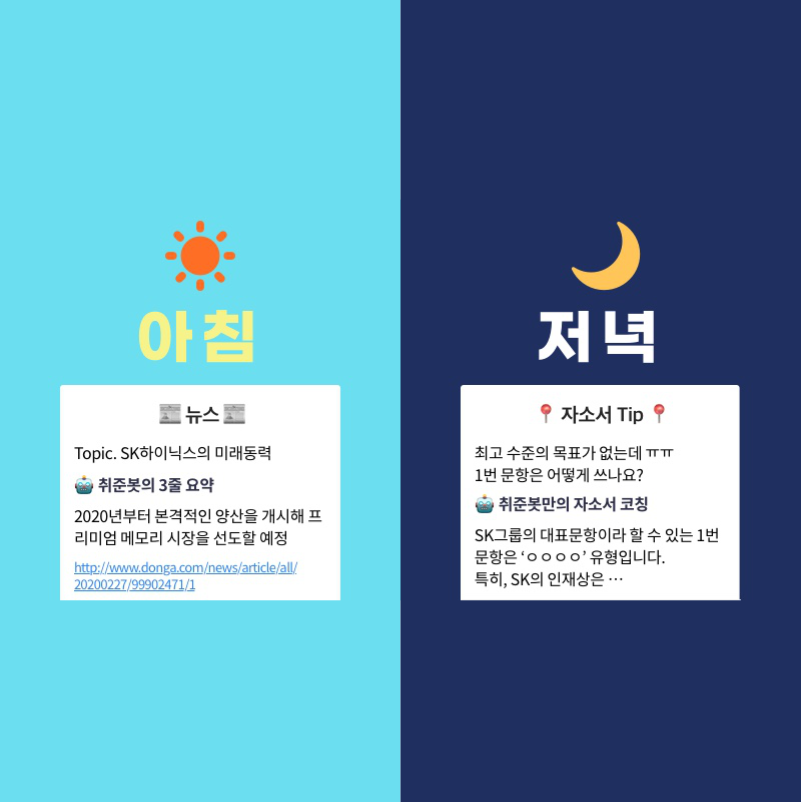 아침
뉴스
Topic. SK하이닉스의 미래동력
취준봇의 3줄 요약
2020년부터 본격적인 양산을 개시해 프
리미엄 메모리 시장을 선도할 예정
http://www.donga.com/news/article/all/
20200227/99902471/1
저녁
자소서 Tip
최고 수준의 목표가 없는데 ㅠㅠ
1번 문항은 어떻게 쓰나요?
취준봇만의 자소서 코칭
SK그룹의 대표문항이라 할 수 있는 1번
문항은 ‘ㅇㅇㅇㅇ’ 유형입니다.
특히, SK의 인재상은 …